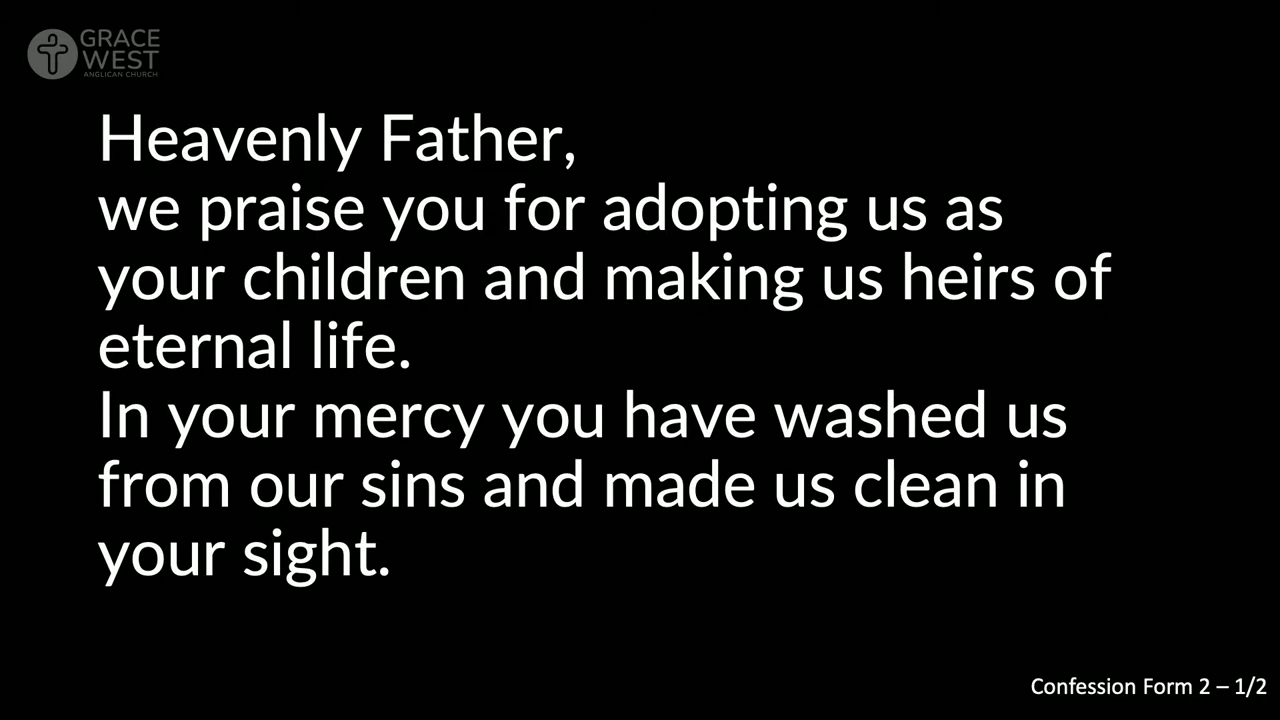 GRACE
WEST
ANGLICAN CHURCH
Heavenly Father,
we praise you for adopting us as
your children and making us heirs of
eternal life.
In your mercy you have washed us
from our sins and made us clean in
your sight.
Confession Form 2 – 1/2